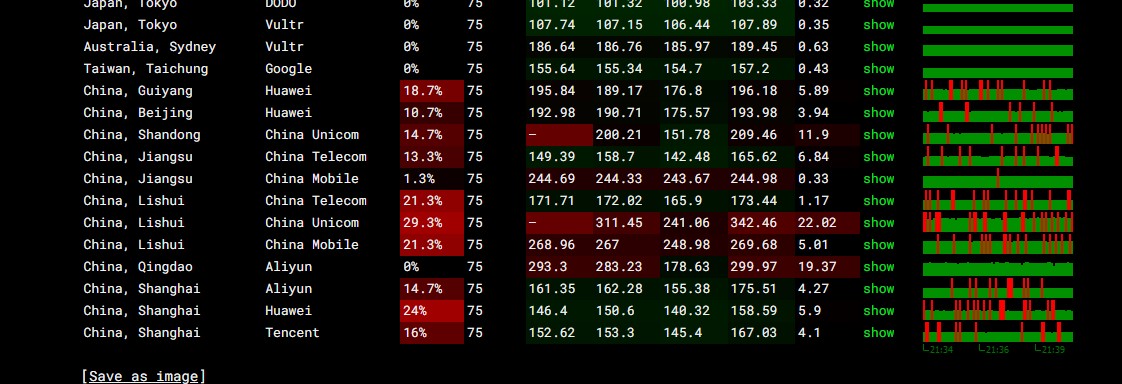 Japan, Tokyo DODO 0% 75 101.12 101.32 100.98 103.33 0.32 show
Japan, Tokyo Vultr 0% 75 107.74 107.15 106.44 107.89 0.35 show
Australia, Sydney Vultr 0% 75 186.64 186.76 185.97 189.45 0.63 show
Taiwan, Taichung Google 0% 75 155.64 155.34 154.7 157.2 0.43 show
China, Guiyang Huawei 18.7% 75 195.84 189.17 176.8 196.18 5.89 show
China, Beijing Huawei 10.7% 75 192.98 190.71 175.57 193.98 3.94 show
China, Shandong China Unicom 14.7% 75 – 200.21 151.78 209.46 11.9 show
China, Jiangsu China Telecom 13.3% 75 149.39 158.7 142.48 165.62 6.84 show
China, Jiangsu China Mobile 1.3% 75 244.69 244.33 243.67 244.98 0.33 show
China, Lishui China Telecom 21.3% 75 171.71 172.02 165.9 173.44 1.17 show
China, Lishui China Unicom 29.3% 75 – 311.45 241.06 342.46 22.02 show
China, Lishui China Mobile 21.3% 75 268.96 267 248.98 269.68 5.01 show
China, Qingdao Aliyun 0% 75 293.3 283.23 178.63 299.97 19.37 show
China, Shanghai Aliyun 14.7% 75 161.35 162.28 155.38 175.51 4.27 show
China, Shanghai Huawei 24% 75 146.4 150.6 140.32 158.59 5.9 show
China, Shanghai Tencent 16% 75 152.62 153.3 145.4 167.03 4.1 show
21:34 21:36 21:39
[Save as image]